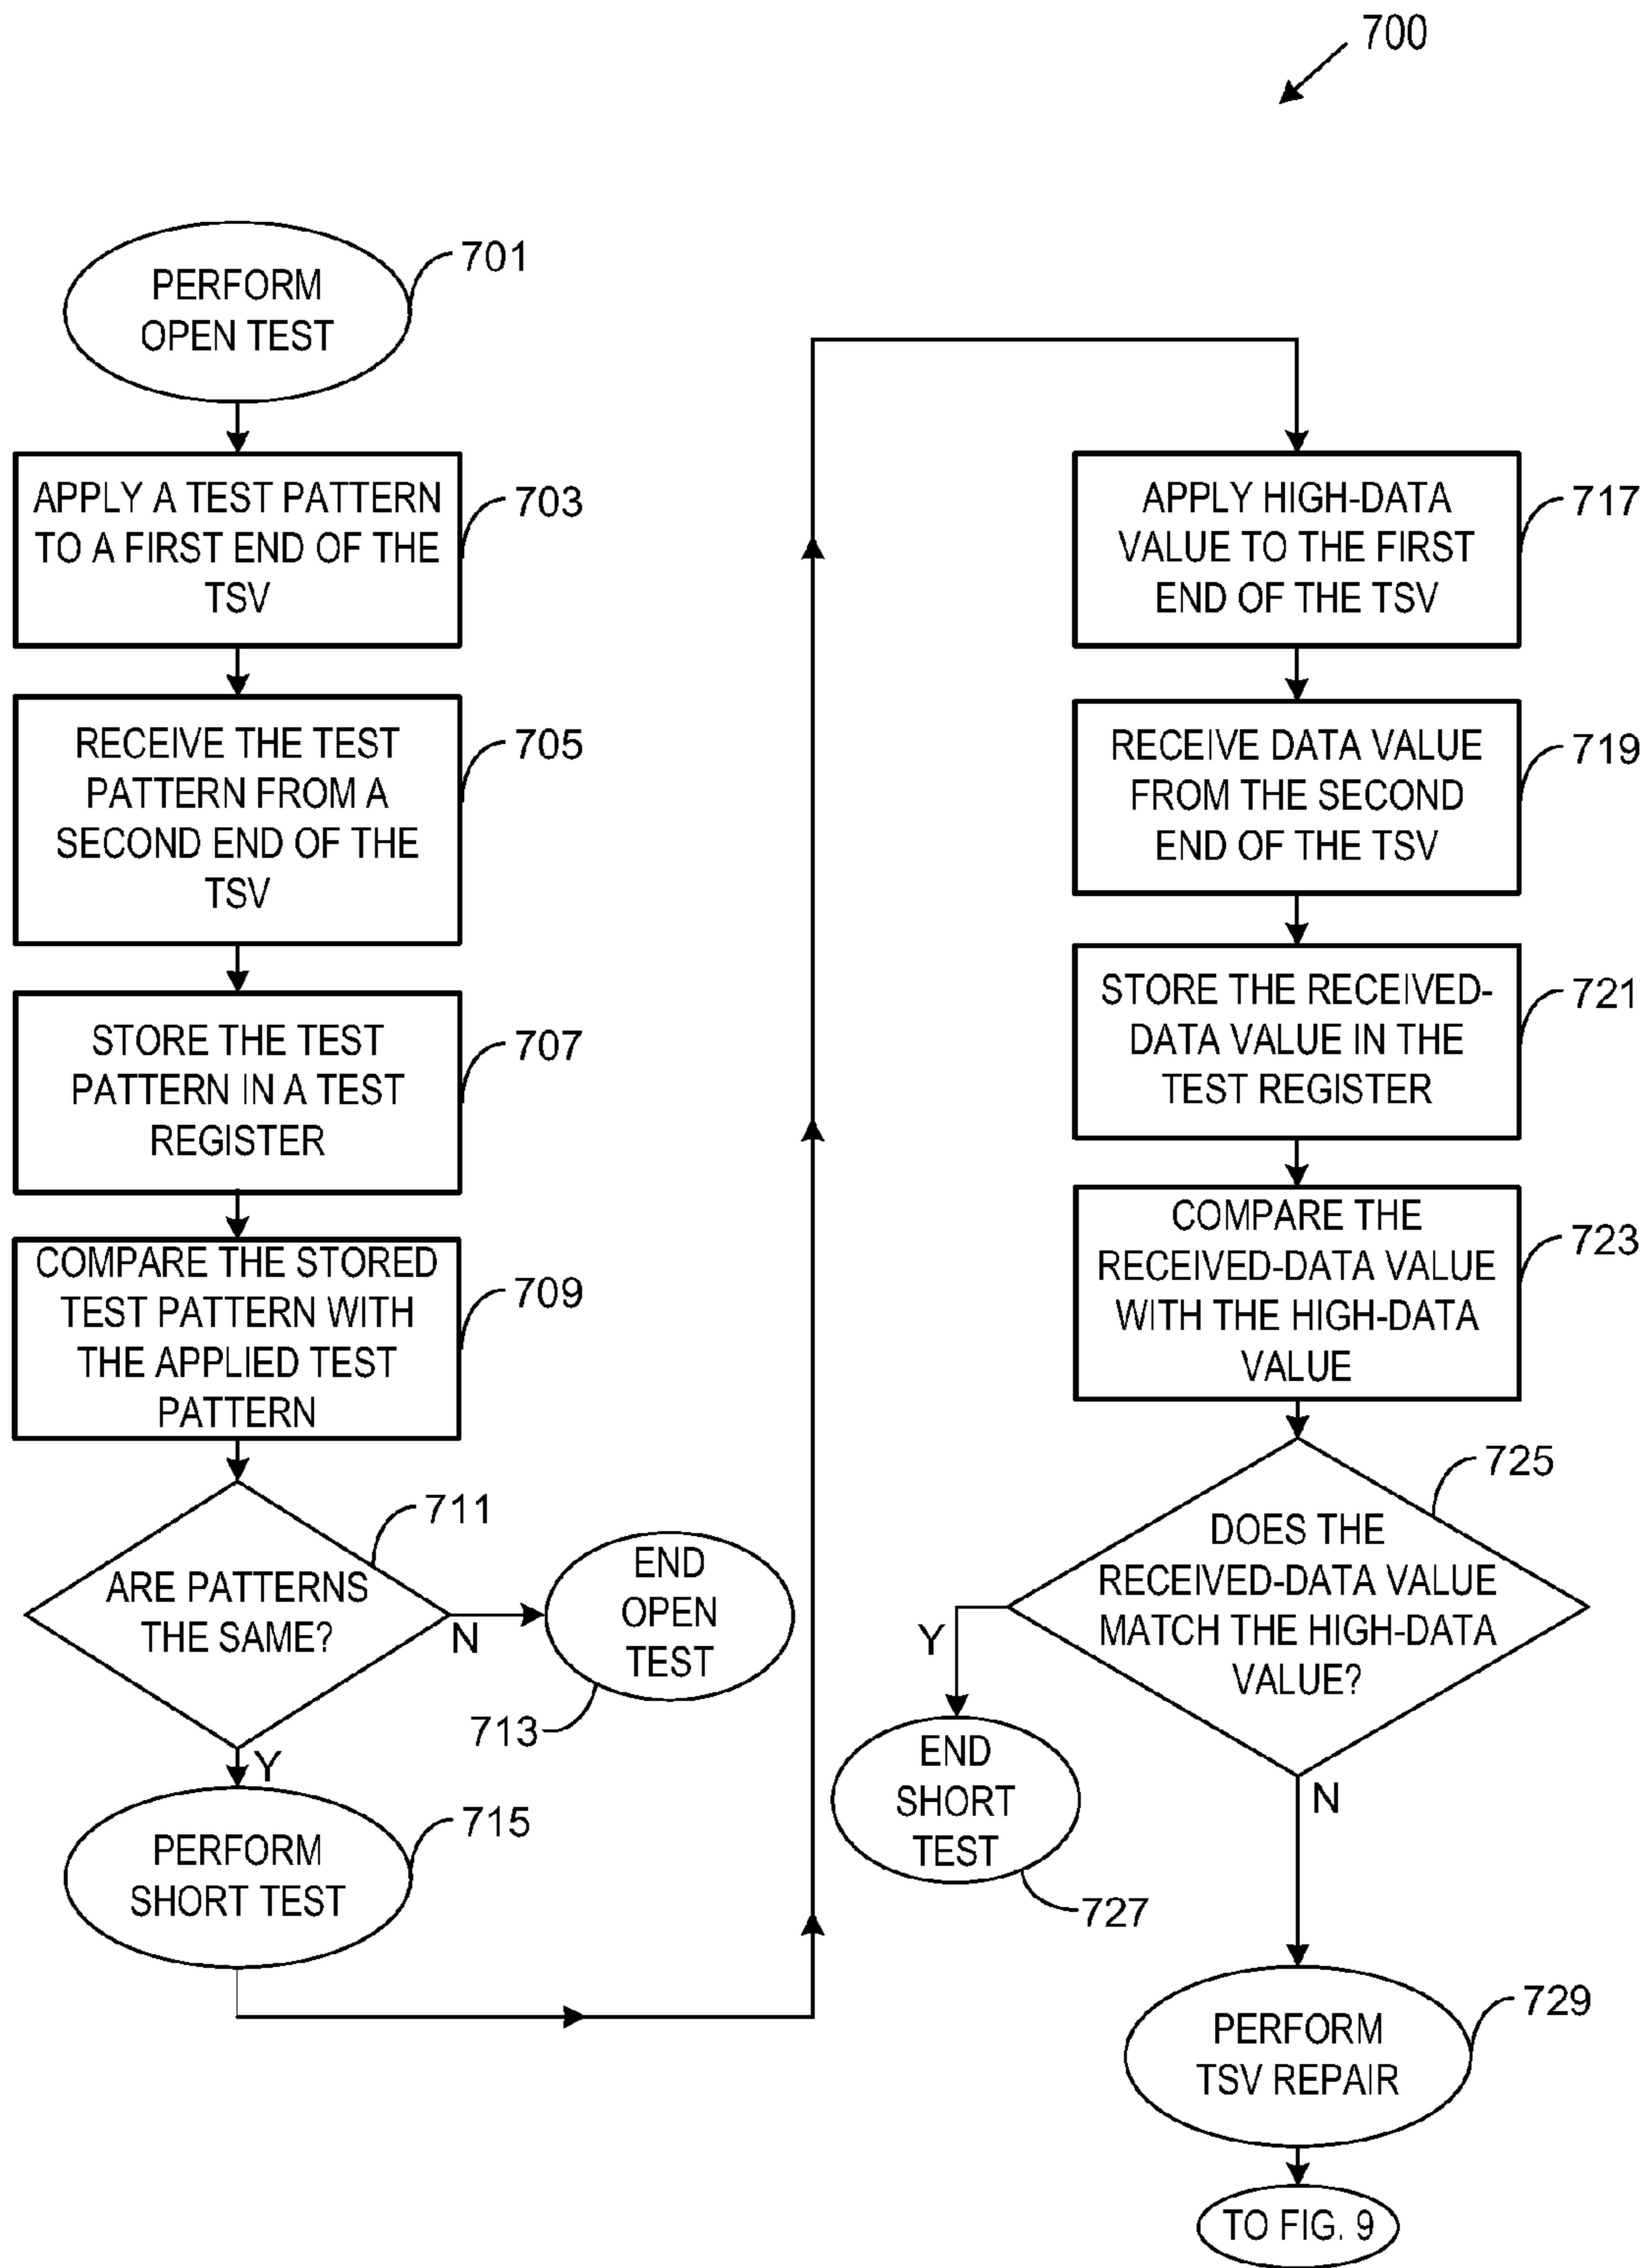 700
PERFORM
OPEN TEST
701
APPLY A TEST PATTERN
TO A FIRST END OF THE
TSV
703
RECEIVE THE TEST
PATTERN FROM A
SECOND END OF THE
TSV
705
STORE THE TEST
PATTERN IN A TEST
REGISTER
707
COMPARE THE STORED
TEST PATTERN WITH
THE APPLIED TEST
PATTERN
709
ARE PATTERNS
THE SAME?
711
N
END
OPEN
TEST
713
Y
PERFORM
SHORT TEST
715
APPLY HIGH-DATA
VALUE TO THE FIRST
END OF THE TSV
717
RECEIVE DATA VALUE
FROM THE SECOND
END OF THE TSV
719
STORE THE RECEIVED-
DATA VALUE IN THE
TEST REGISTER
721
COMPARE THE
RECEIVED-DATA VALUE
WITH THE HIGH-DATA
VALUE
723
DOES THE
RECEIVED-DATA VALUE
MATCH THE HIGH-DATA
VALUE?
725
Y
END
SHORT
TEST
727
N
PERFORM
TSV REPAIR
729
TO FIG. 9